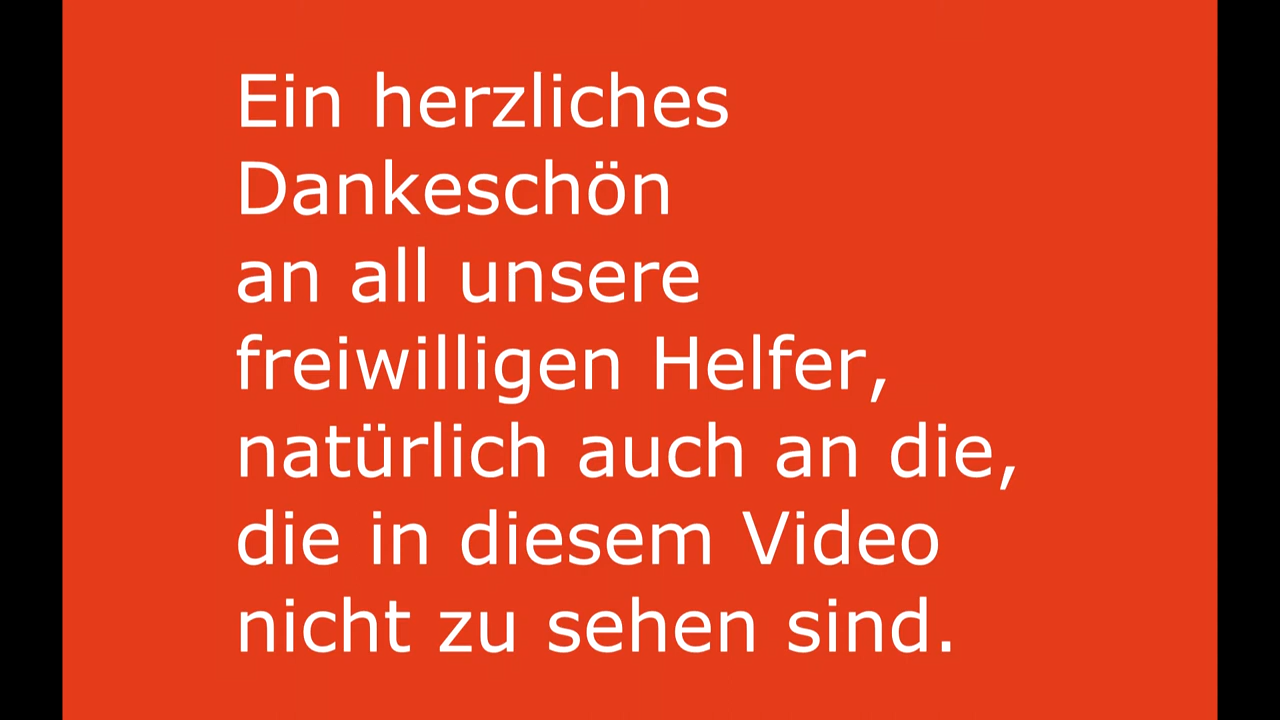 Ein herzliches
Dankeschön
an all unsere
freiwilligen Helfer,
natürlich auch an die,
die in diesem Video
nicht zu sehen sind.